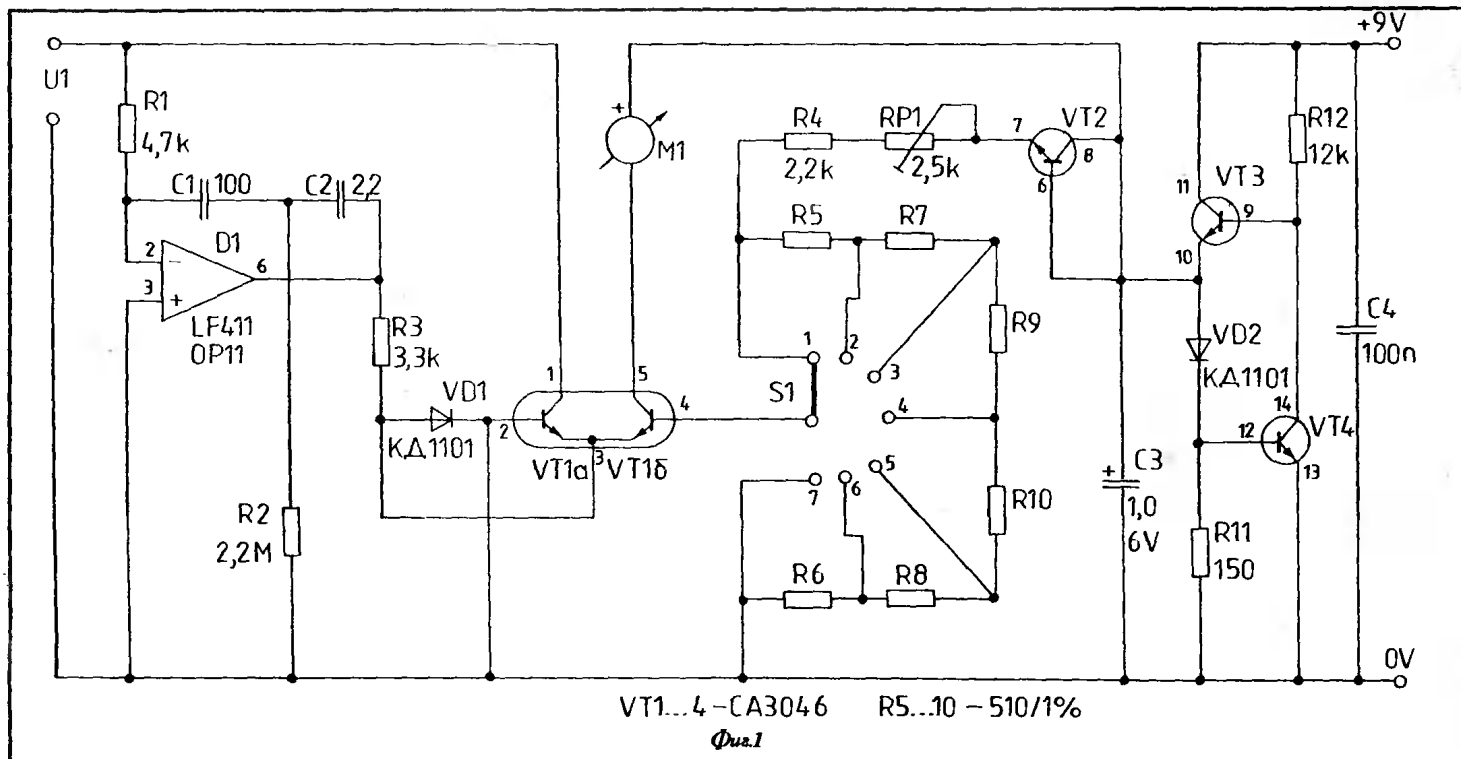 +9V
U1
R1
4,7k
C1
100
C2
2,2
2
3
6
D1
LF411
OP11
R3
3,3k
VD1
КД1101
R2
2,2M
+
M1
1
5
2
4
3
VT1а
VT1б
R4
2,2k
RP1
2,5k
7
VT2
8
6
R5
R7
R9
S1
1
2
3
4
5
6
7
R10
R6
R8
+
C3
1,0
6V
11
VT3
9
10
R12
12k
VD2
КД1101
14
12
VT4
13
R11
150
C4
100n
0V
VT1...4-CA3046 R5...10 – 510/1%
Фиг.1